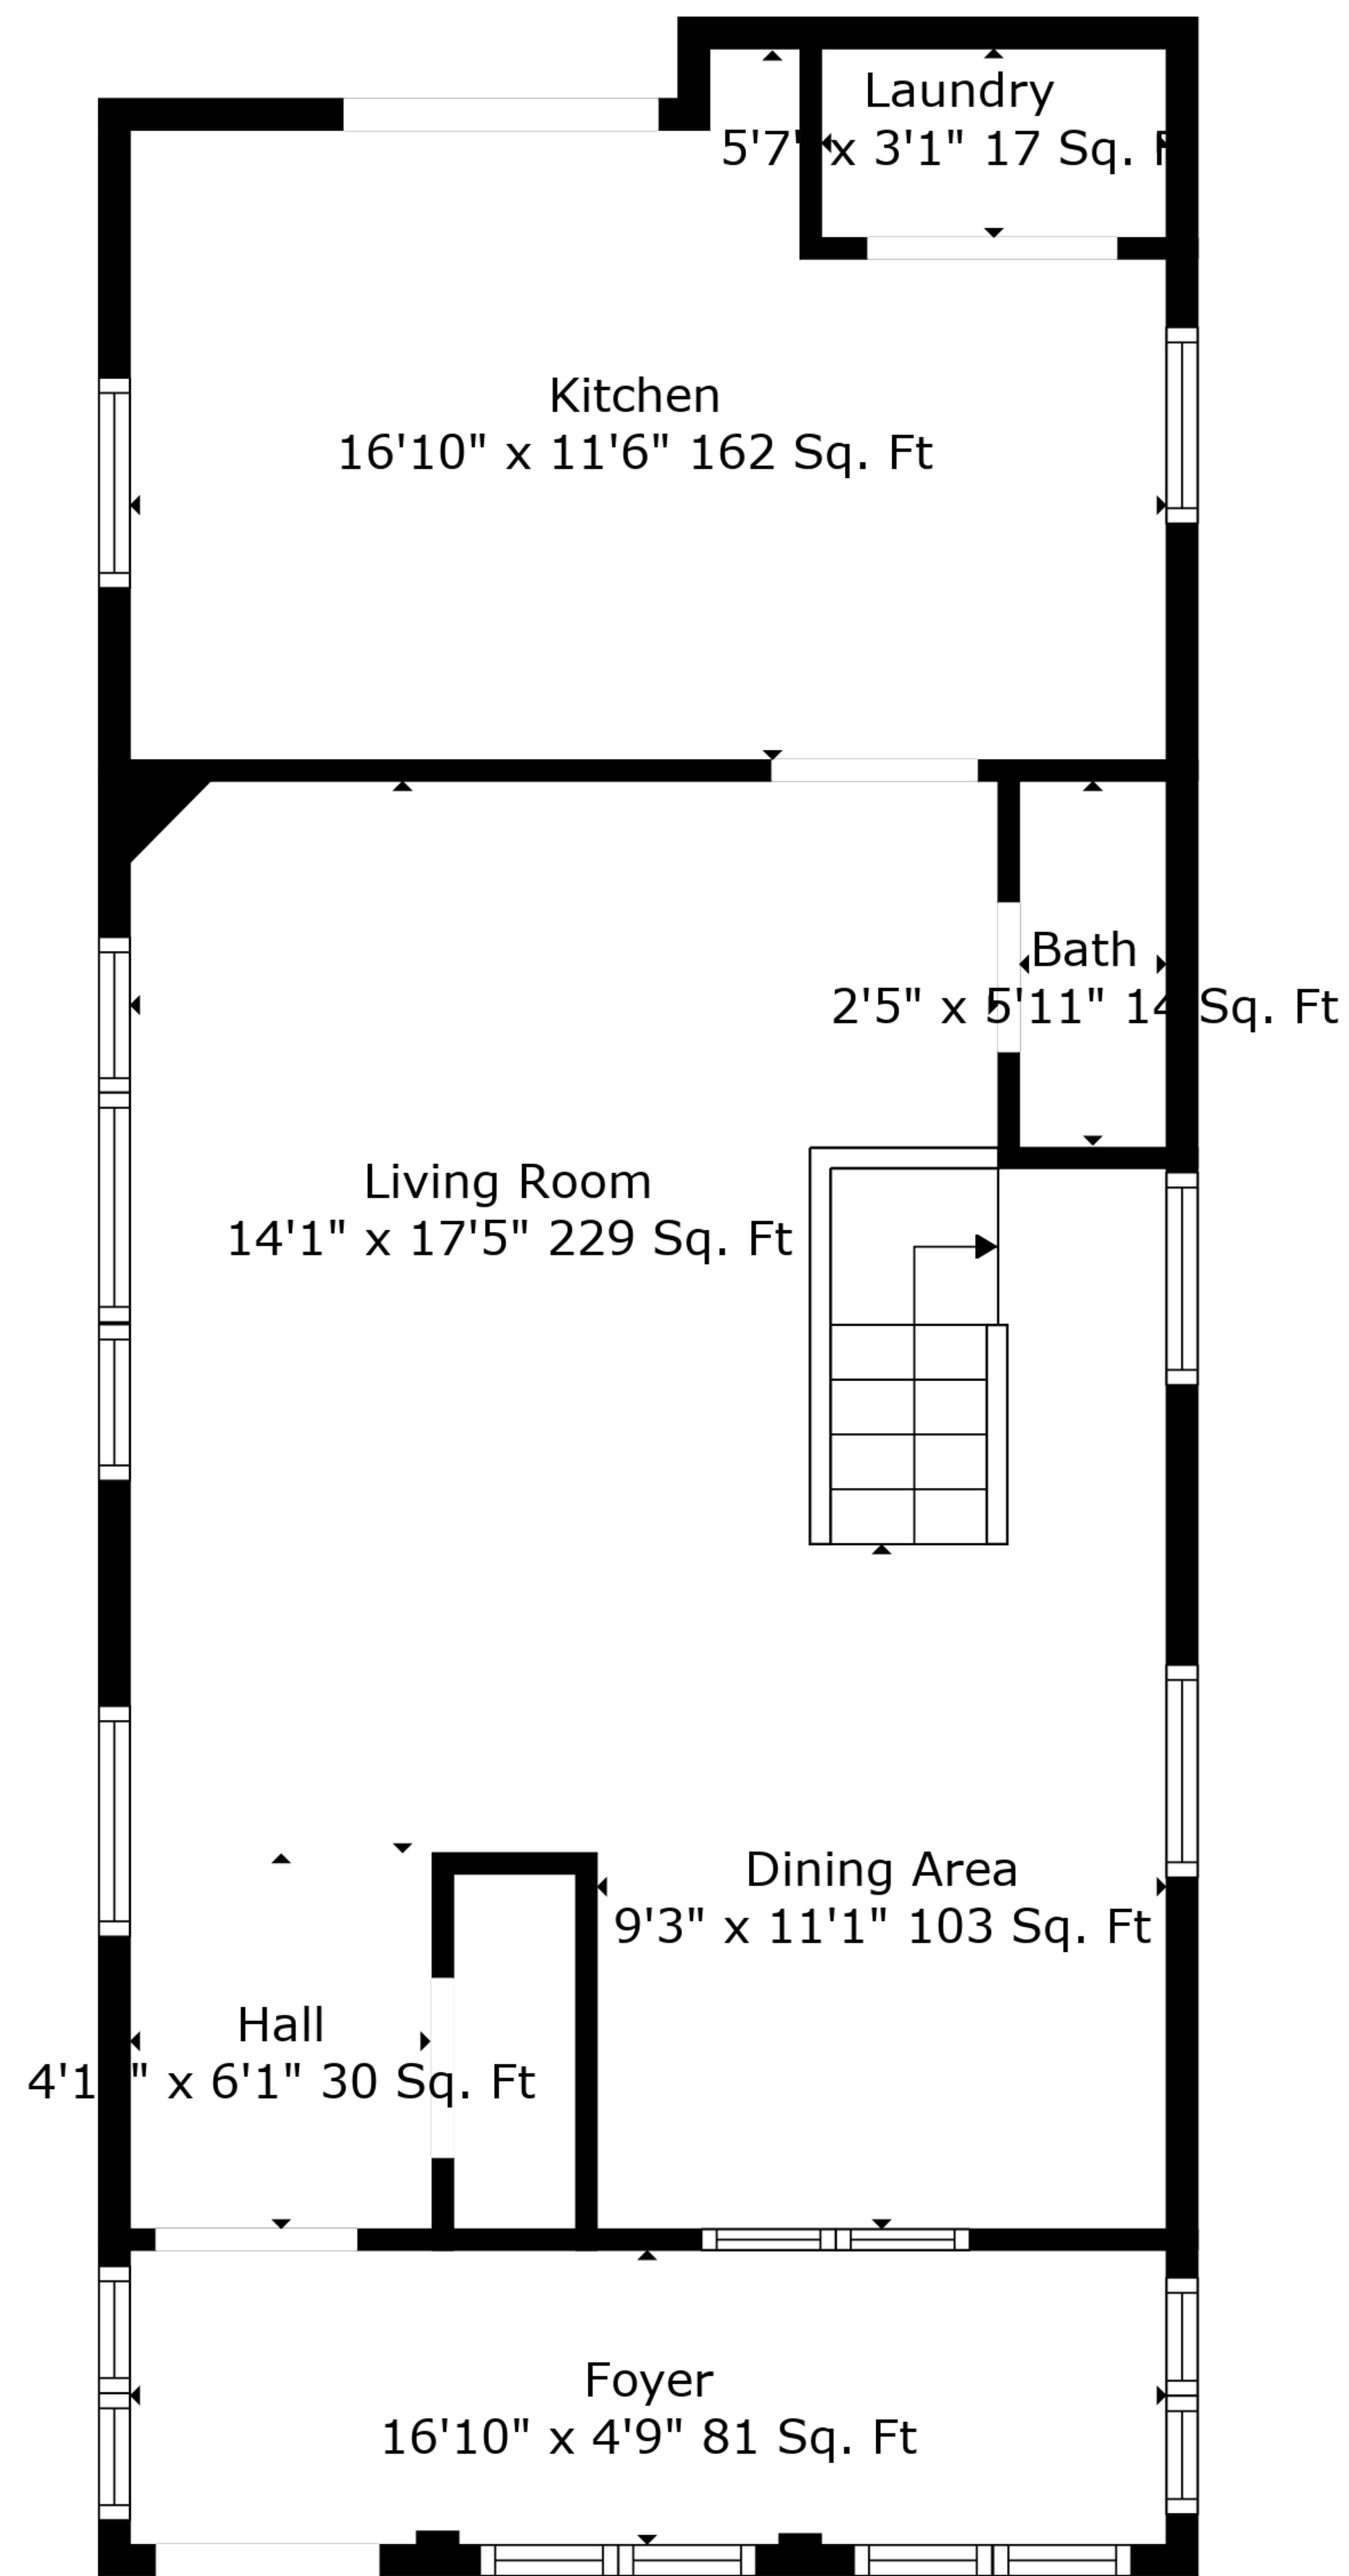 Laundry
5'7" x 3'1" 17 Sq.
Kitchen
16'10" x 11'6" 162 Sq. Ft
Bath
2'5" x 5'11" 14 Sq. Ft
Living Room
14'1" x 17'5" 229 Sq. Ft
Dining Area
9'3" x 11'1" 103 Sq. Ft
Hall
x 6'1" 30 Sq. Ft
Foyer
16'10" x 4'9" 81 Sq. Ft